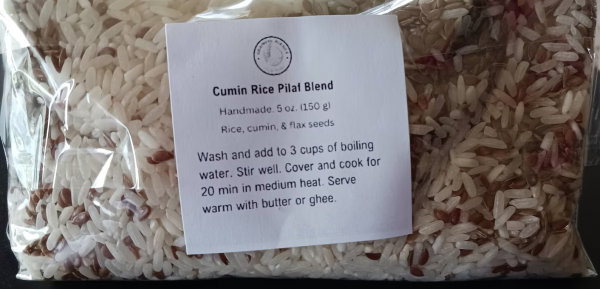 Cumin Rice Pilaf Blend
Handmade. 5 oz. (150 g)
Rice, cumin, & flax seeds
Wash and add to 3 cups of boiling
water. Stir well. Cover and cook for
20 min in medium heat. Serve
warm with butter or ghee.